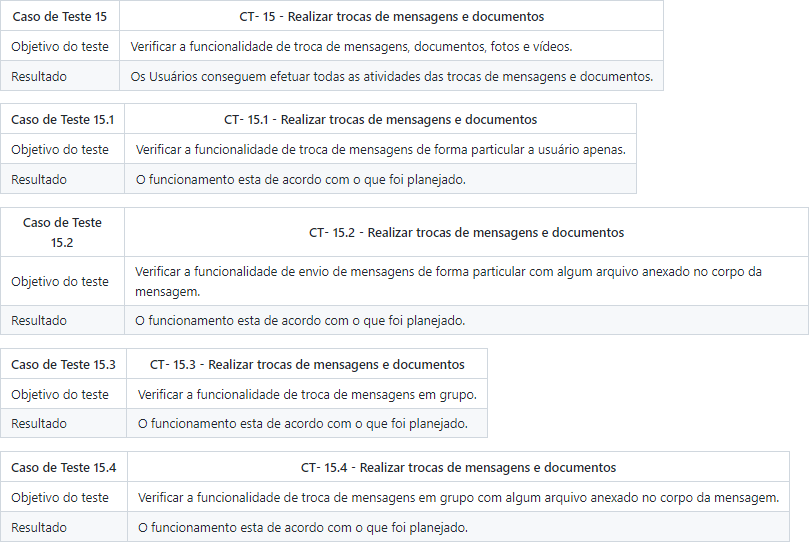 Caso de Teste 15 CT- 15 - Realizar trocas de mensagens e documentos
Objetivo do teste Verificar a funcionalidade de troca de mensagens, documentos, fotos e vídeos.
Resultado Os Usuários conseguem efetuar todas as atividades das trocas de mensagens e documentos.
Caso de Teste 15.1 CT- 15.1 - Realizar trocas de mensagens e documentos
Objetivo do teste Verificar a funcionalidade de troca de mensagens de forma particular a usuário apenas.
Resultado O funcionamento esta de acordo com o que foi planejado.
Caso de Teste
15.2
CT- 15.2 - Realizar trocas de mensagens e documentos
Objetivo do teste
Verificar a funcionalidade de envio de mensagens de forma particular com algum arquivo anexado no corpo da
mensagem.
Resultado O funcionamento esta de acordo com o que foi planejado.
Caso de Teste 15.3 CT- 15.3 - Realizar trocas de mensagens e documentos
Objetivo do teste Verificar a funcionalidade de troca de mensagens em grupo.
Resultado O funcionamento esta de acordo com o que foi planejado.
Caso de Teste 15.4 CT- 15.4 - Realizar trocas de mensagens e documentos
Objetivo do teste Verificar a funcionalidade de troca de mensagens em grupo com algum arquivo anexado no corpo da mensagem.
Resultado O funcionamento esta de acordo com o que foi planejado.